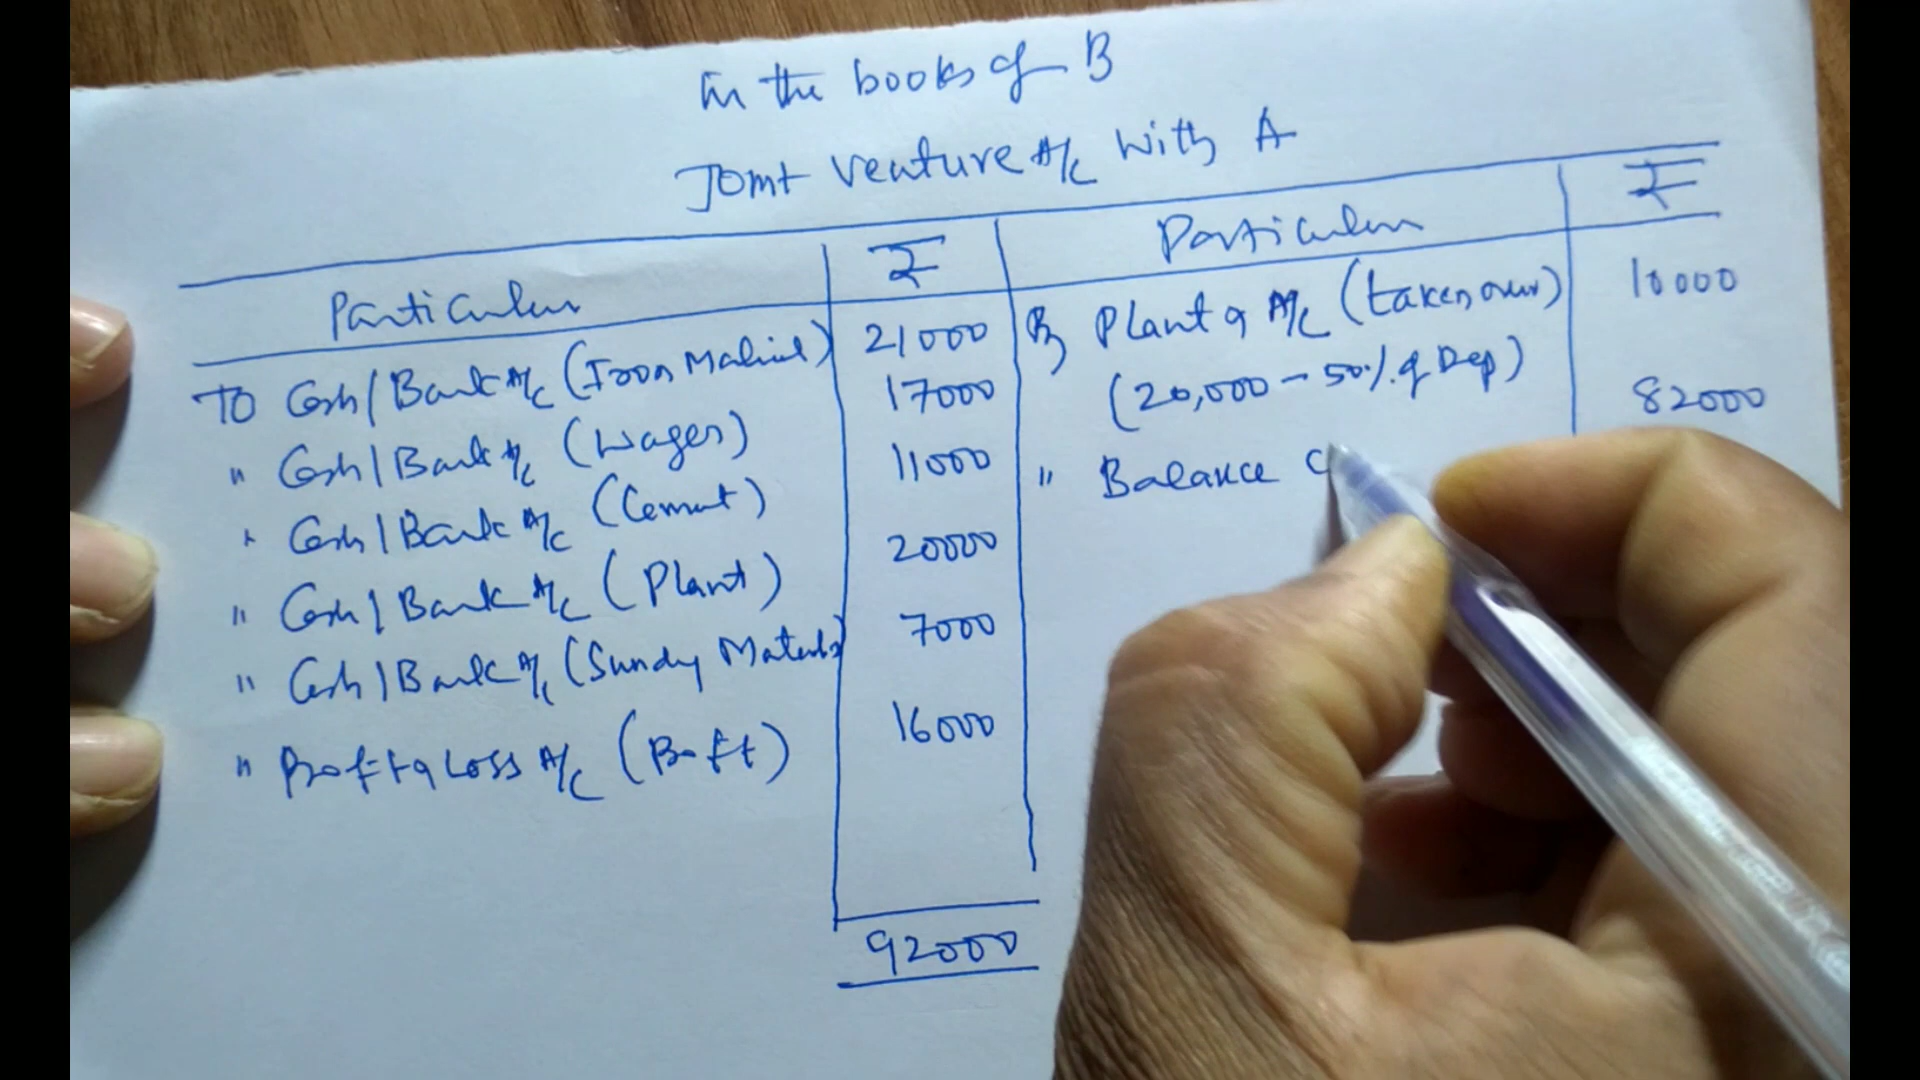 In the books of B
Joint Venture A/c With A
Particulars ₹ Particulars ₹
To Cash/Bank A/c (Iron Material) 21000 By Plant A/c (taken over) 10000
" Cash/Bank A/c (Wages) 17000 (20,000 - 50% of Dep)
" Cash/Bank A/c (Cement) 11000 " Balance c 82000
" Cash/Bank A/c (Plant) 20000
" Cash/Bank A/c (Sundry Materials) 7000
" Profit & Loss A/c (Profit) 16000
92000